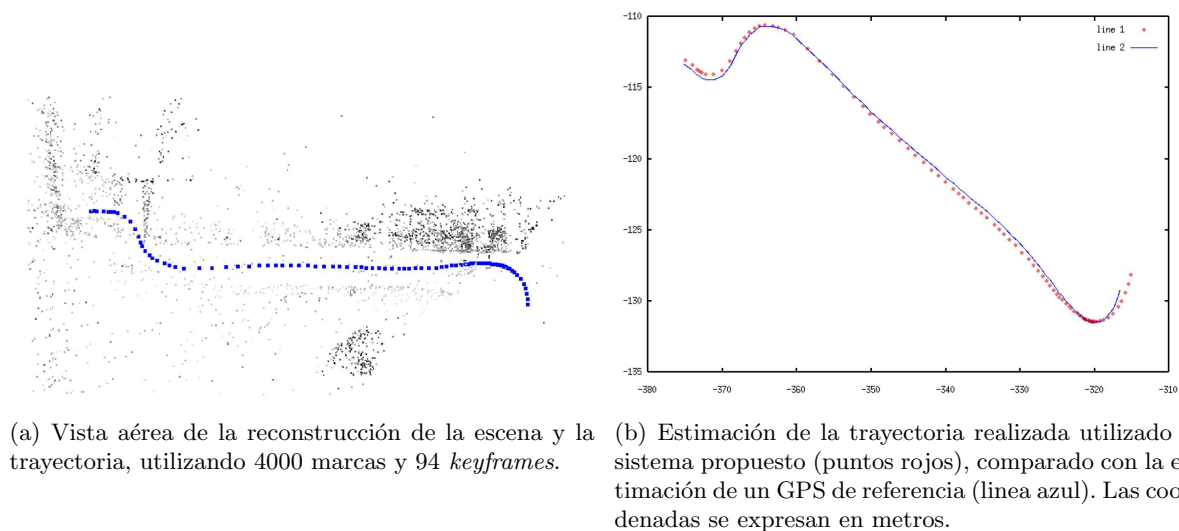 -110
-115
-120
-125
-130
-135
-380
-370
-360
-350
-340
-330
-320
-310
line 1
line 2
(a) Vista aérea de la reconstrucción de la escena y la
trayectoria, utilizando 4000 marcas y 94 keyframes.
(b) Estimación de la trayectoria realizada utilizado
sistema propuesto (puntos rojos), comparado con la e
timación de un GPS de referencia (linea azul). Las coo
denadas se expresan en metros.